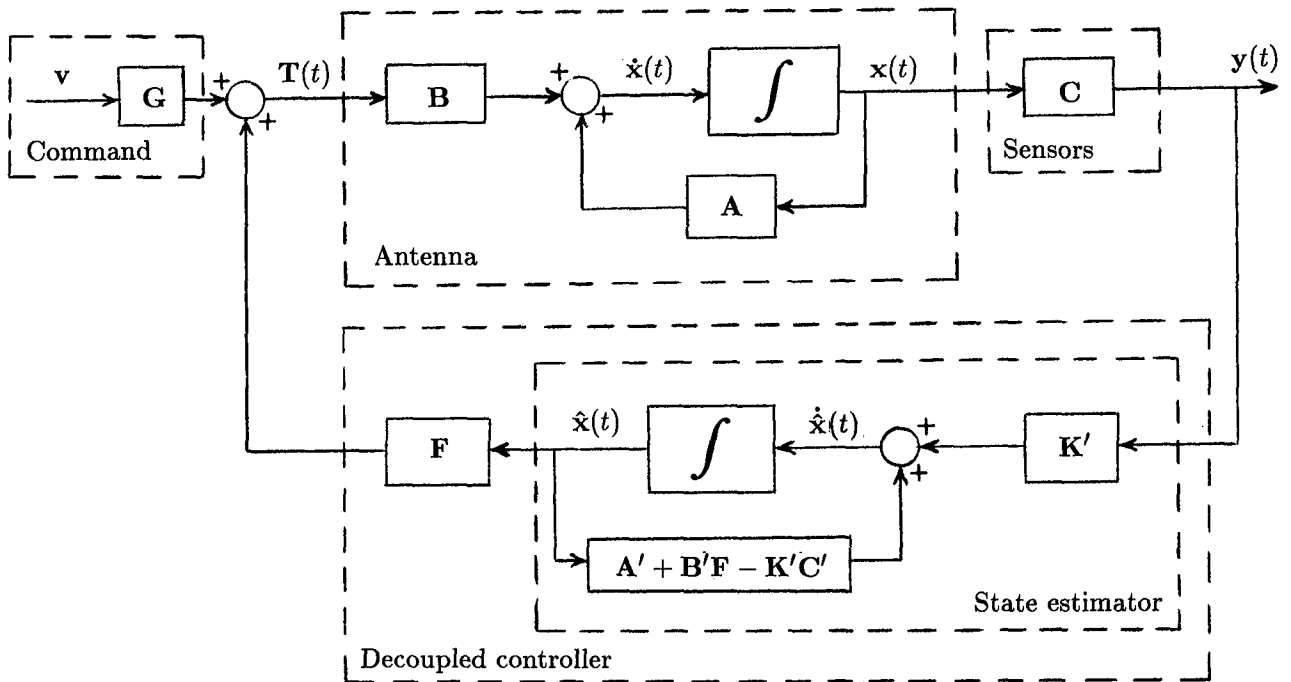 v
G
Command
+
+
T(t)
B
+
+
ẋ(t)
∫
x(t)
A
Antenna
C
Sensors
y(t)
F
x̂(t)
∫
x̂̇(t)
+
+
K′
A′ + B′F − K′C′
State estimator
Decoupled controller